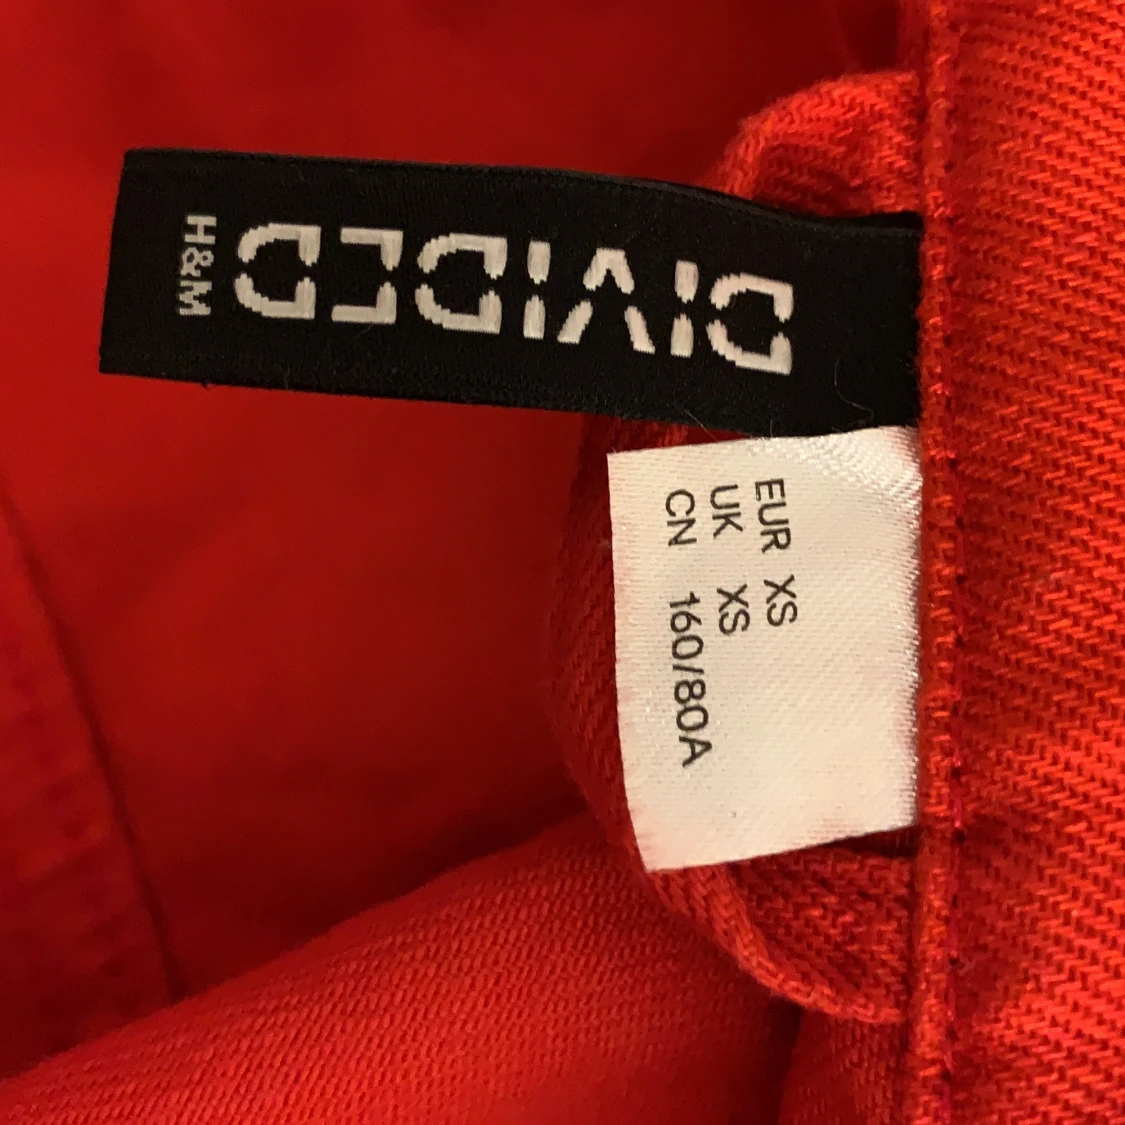 DIVIDED
H&M
EUR XS
UK XS
CN 160/80A